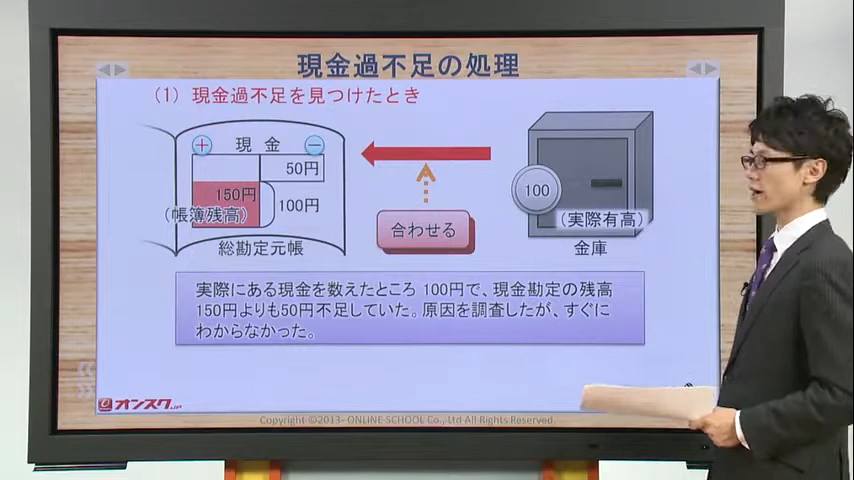 現金過不足の処理
（1）現金過不足を見つけたとき
＋ 現 金 －
50円
150円
（帳簿残高）
100円
総勘定元帳
合わせる
100
（実際有高）
金庫
実際にある現金を数えたところ 100円で、現金勘定の残高
150円よりも50円不足していた。原因を調査したが、すぐに
わからなかった。
オンスク.JP
Copyright ©2013- ONLINE SCHOOL Co., Ltd All Rights Reserved.